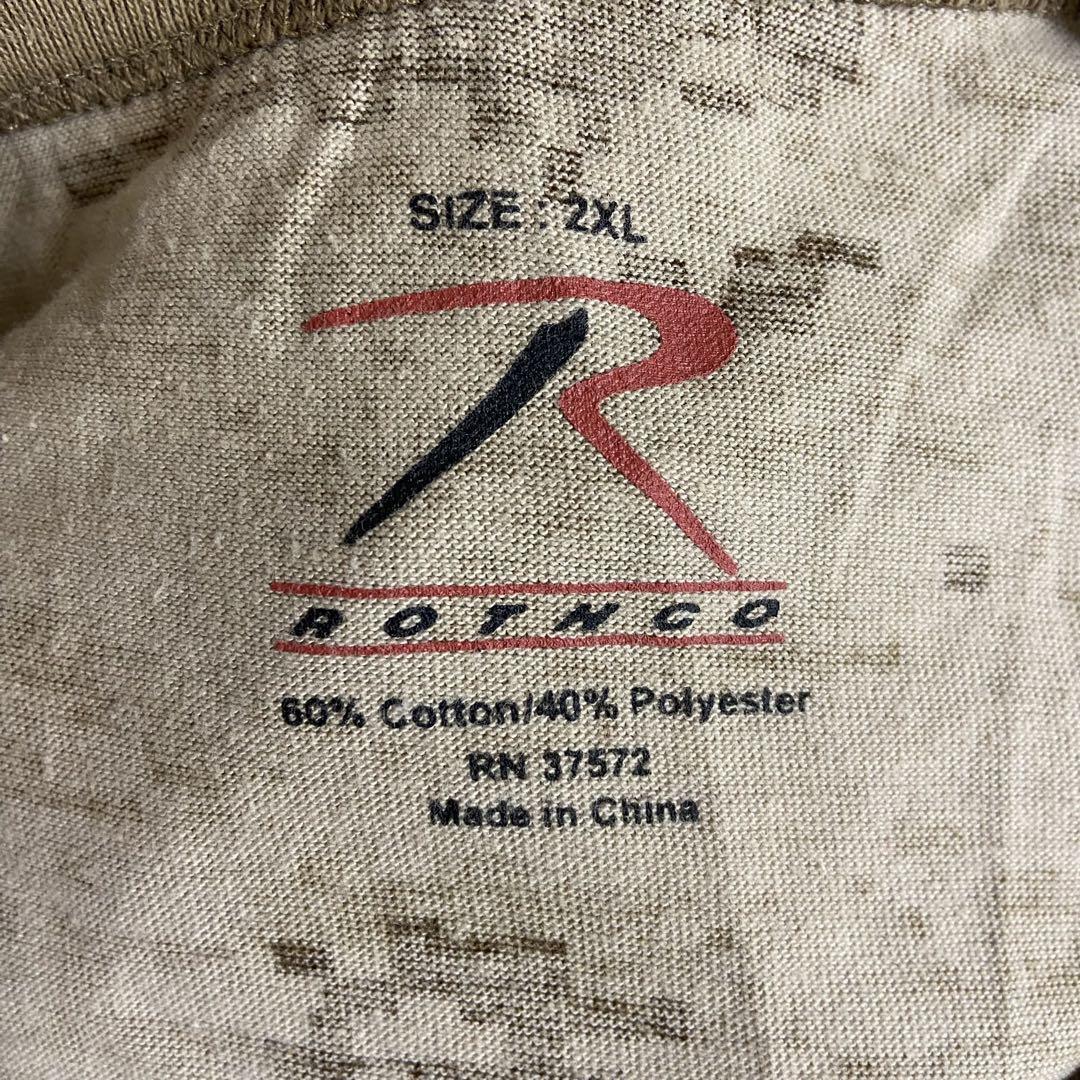 SIZE : 2XL
R
ROTHCO
60% Cotton/40% Polyester
RN 37572
Made in China